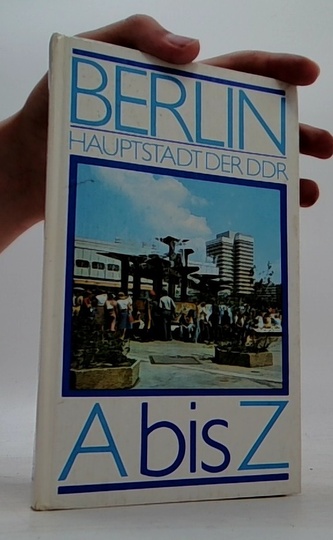 BERLIN
HAUPTSTADT DER DDR
A bis Z